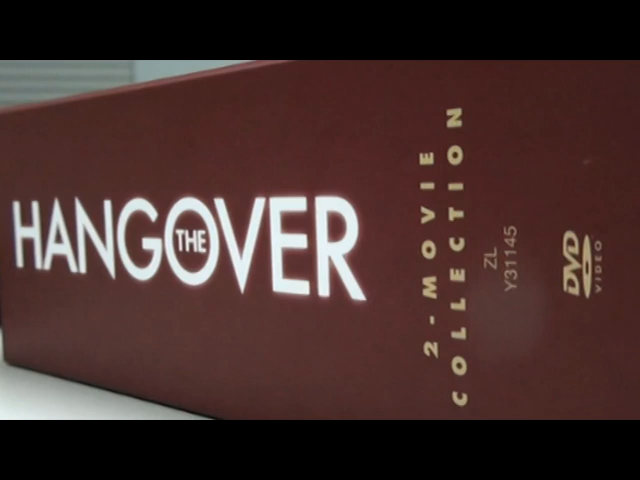 THE
HANGOVER
2-MOVIE
COLLECTION
ZL
Y31145
DVD
VIDEO